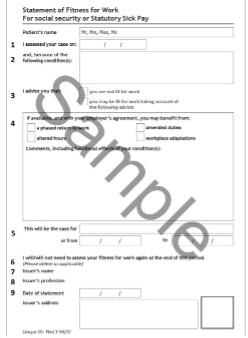 Statement of Fitness for Work
For social security or Statutory Sick Pay
Patient's name Mr, Mrs, Miss, Ms
1 I assessed your case on: / /
2 and, because of the
following condition(s):
3 I advise you that: you are not fit for work.
you may be fit for work taking account of
the following advice:
4 If available, and with your employer's agreement, you may benefit from:
a phased return to work amended duties
altered hours workplace adaptations
Comments, including functional effects of your condition(s):
Sample
5 This will be the case for
or from / / to / /
6 I will/will not need to assess your fitness for work again at the end of this period.
(Please delete as applicable)
7 Issuer's name
8 Issuer's profession
9 Date of statement / /
Issuer's address
Unique ID: Med 3 04/22